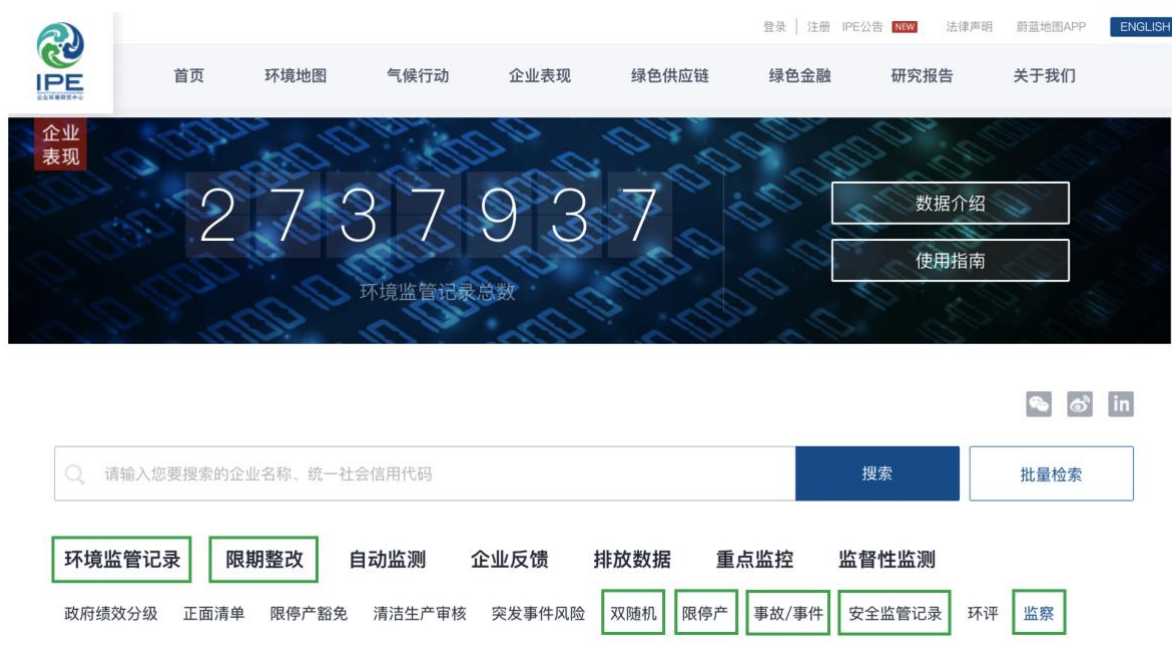 登录 | 注册 IPE公告 NEW 法律声明 蔚蓝地图APP ENGLISH
IPE
公众环境研究中心
首页 环境地图 气候行动 企业表现 绿色供应链 绿色金融 研究报告 关于我们
企业
表现
2737937
环境监管记录总数
数据介绍
使用指南
in
请输入您要搜索的企业名称、统一社会信用代码 搜索 批量检索
环境监管记录 限期整改 自动监测 企业反馈 排放数据 重点监控 监督性监测
政府绩效分级 正面清单 限停产豁免 清洁生产审核 突发事件风险 双随机 限停产 事故/事件 安全监管记录 环评 监察